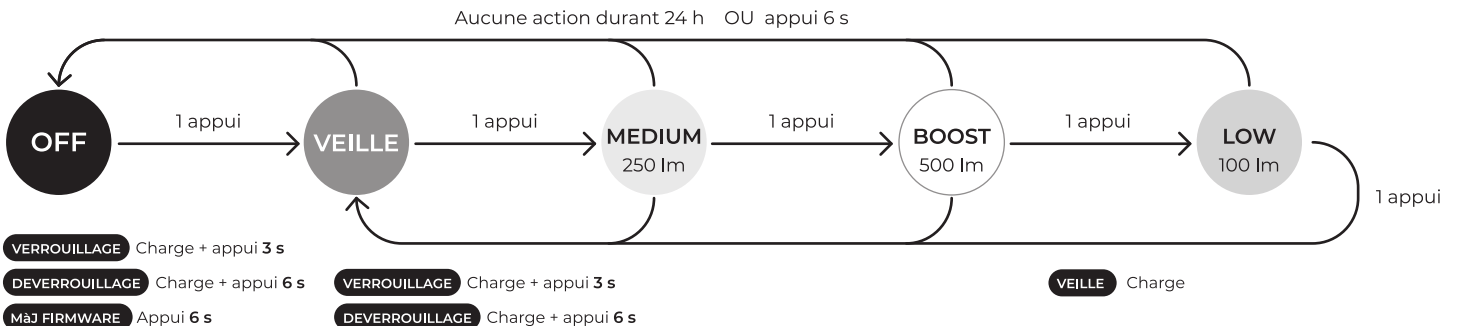 Aucune action durant 24 h OU appui 6 s
OFF
1 appui
VEILLE
1 appui
MEDIUM
250 lm
1 appui
BOOST
500 lm
1 appui
LOW
100 lm
1 appui
VERROUILLAGE Charge + appui 3 s
DEVERROUILLAGE Charge + appui 6 s
MàJ FIRMWARE Appui 6 s
VERROUILLAGE Charge + appui 3 s
DEVERROUILLAGE Charge + appui 6 s
VEILLE Charge